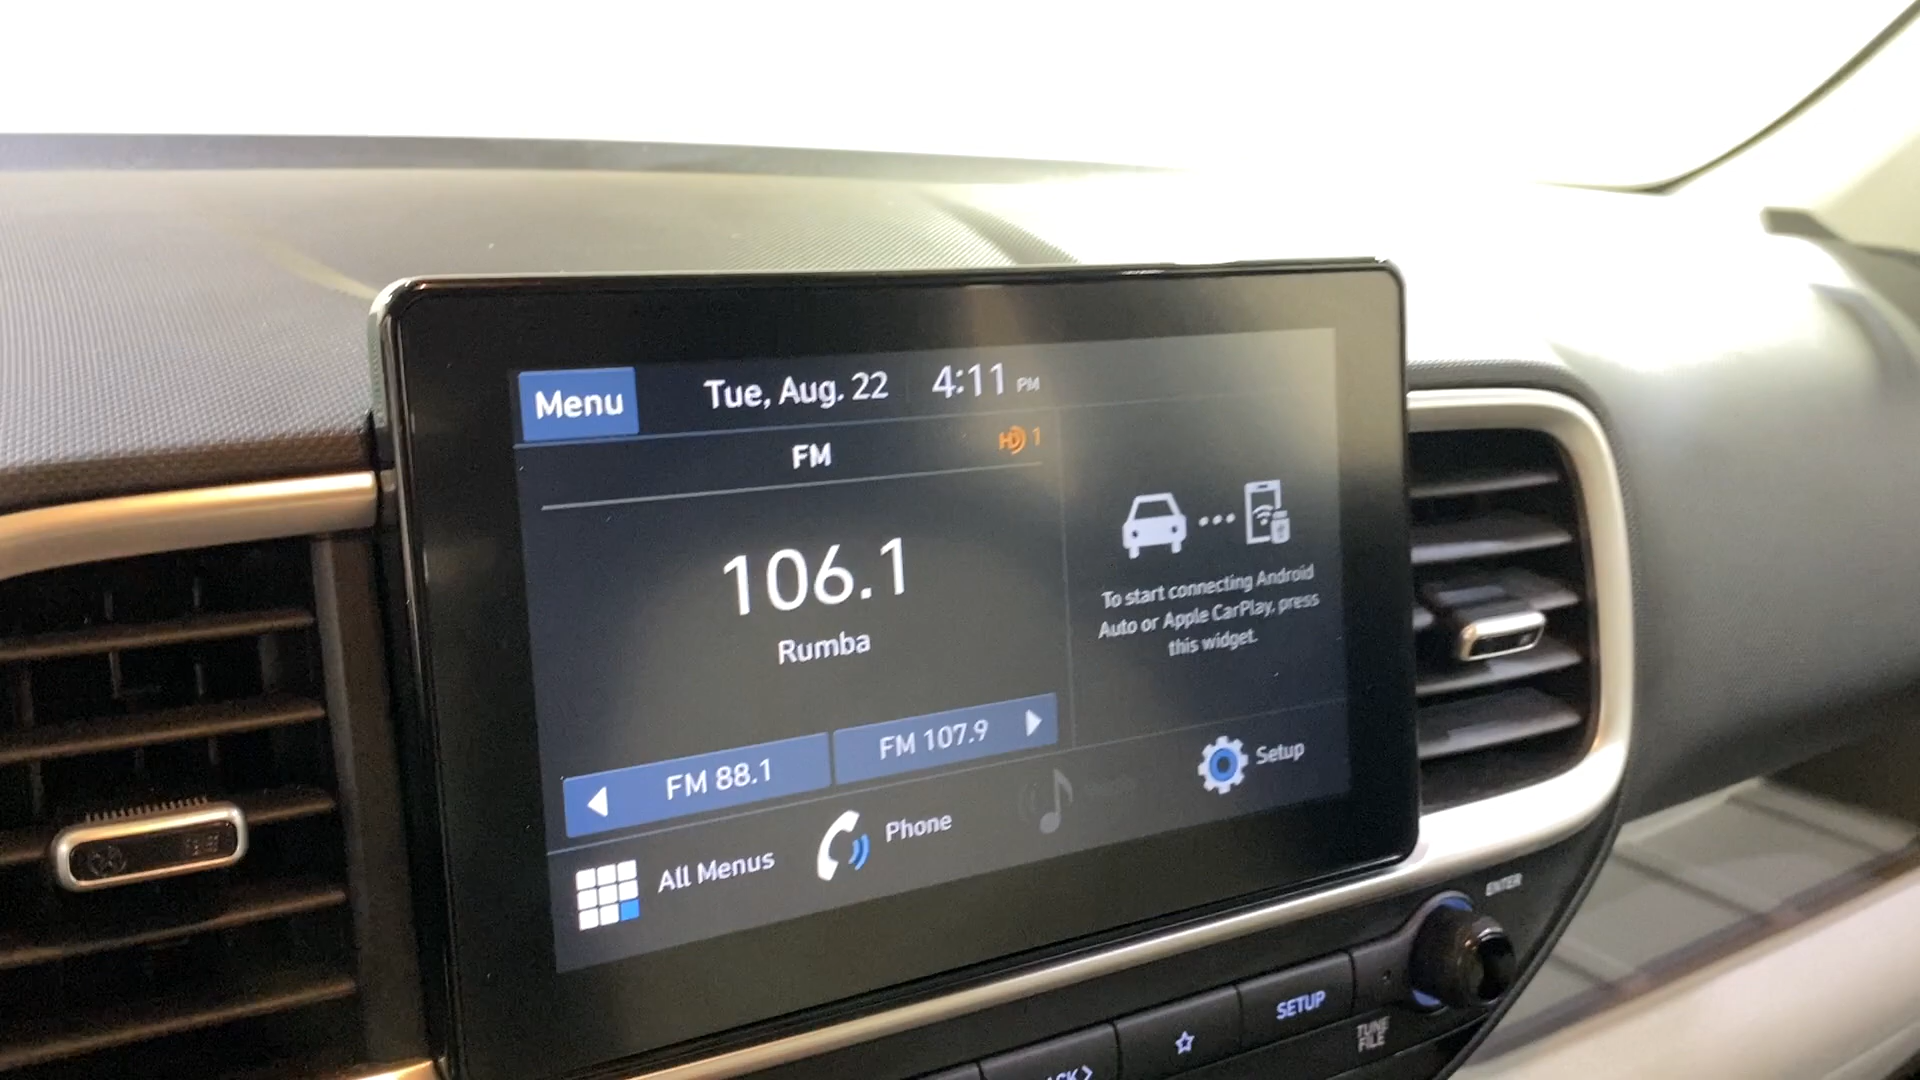 Menu
Tue, Aug. 22
4:11 PM
FM
HD 1
106.1
Rumba
To start connecting Android
Auto or Apple CarPlay, press
this widget.
FM 88.1
FM 107.9
All Menus
Phone
Setup
ENTER
SETUP
TUNE
FILE